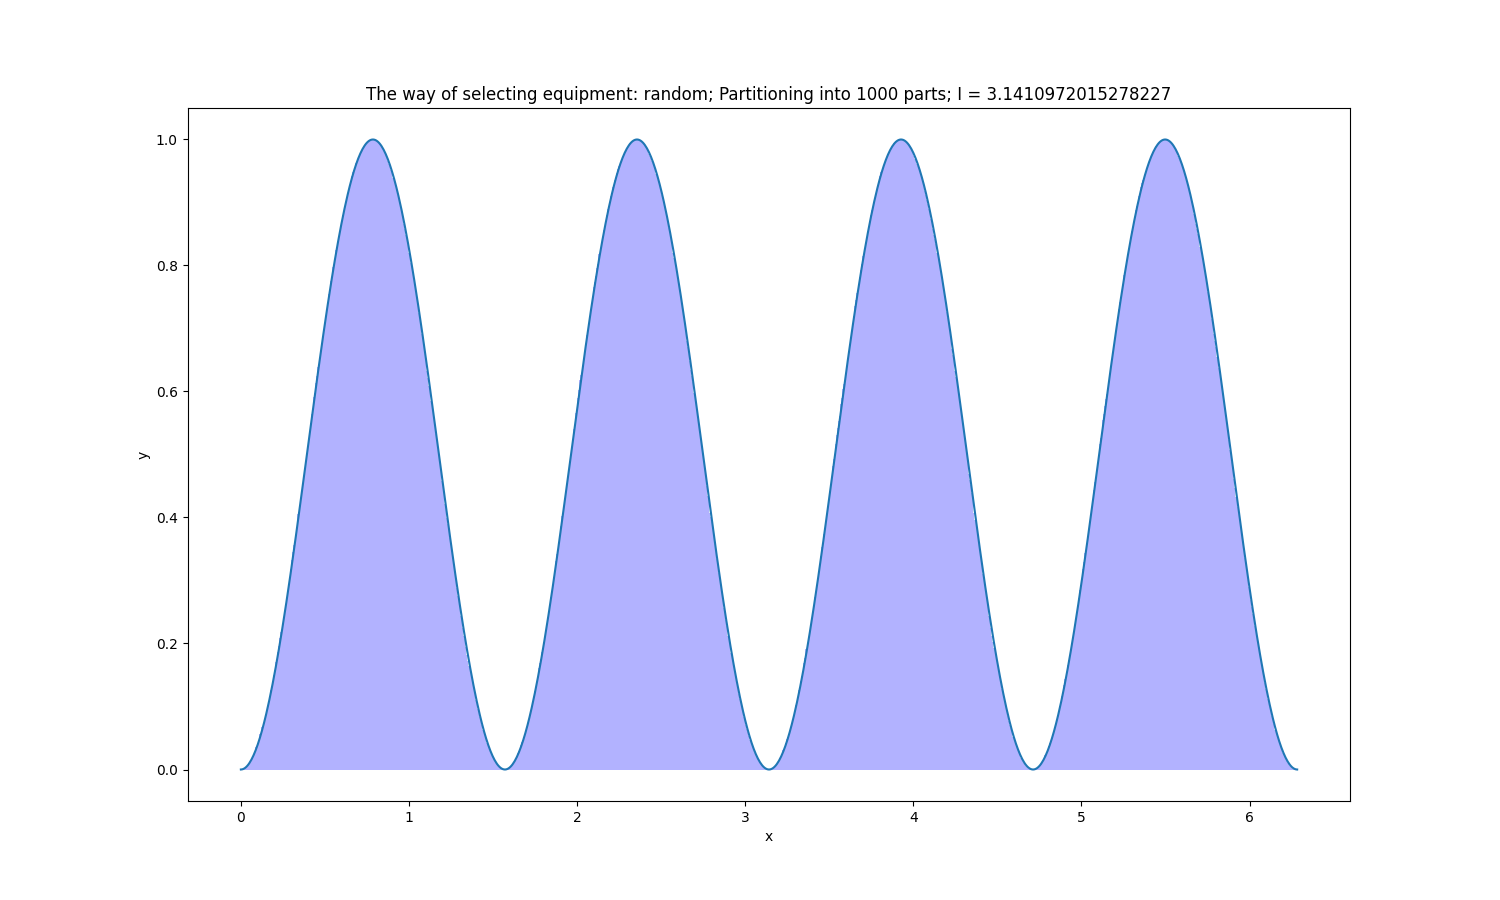 The way of selecting equipment: random; Partitioning into 1000 parts; I = 3.1410972015278227
1.0
0.8
0.6
0.4
0.2
0.0
y
0 1 2 3 4 5 6
x